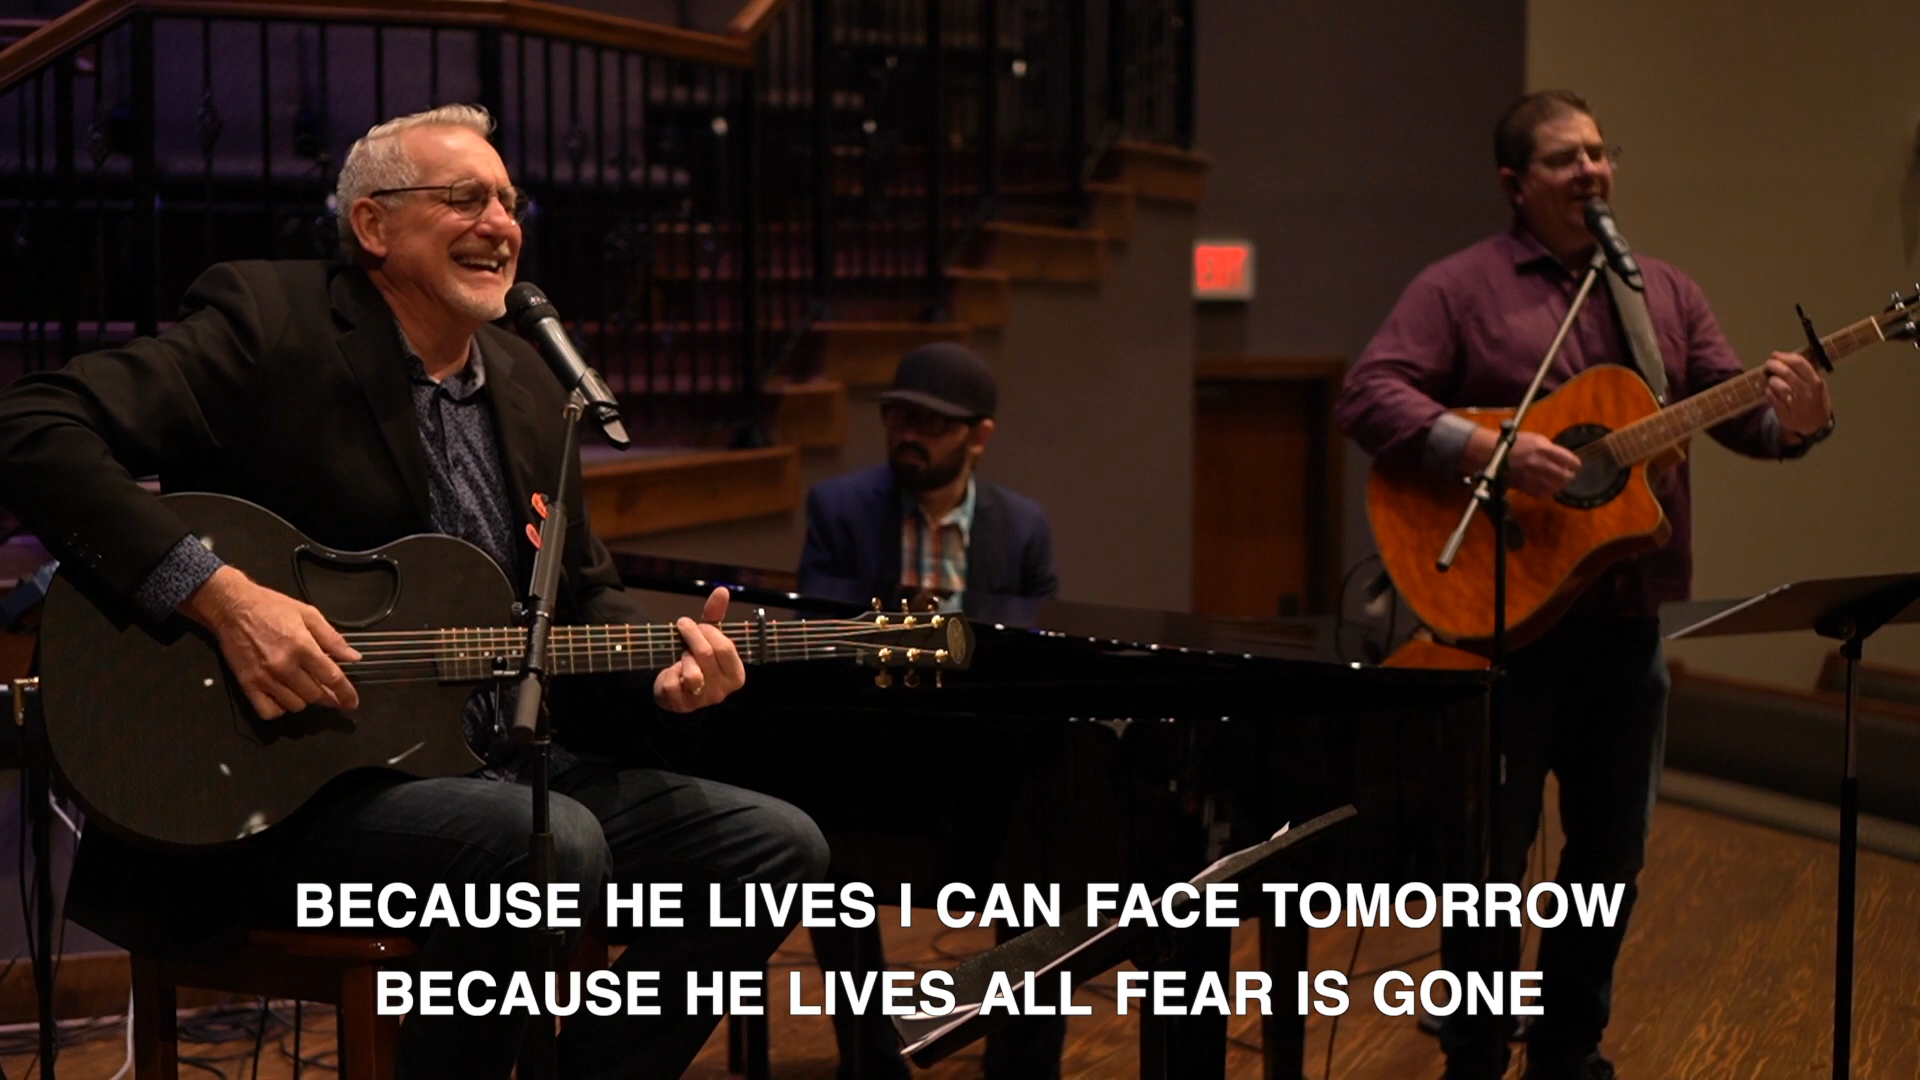 EXIT
BECAUSE HE LIVES I CAN FACE TOMORROW
BECAUSE HE LIVES ALL FEAR IS GONE